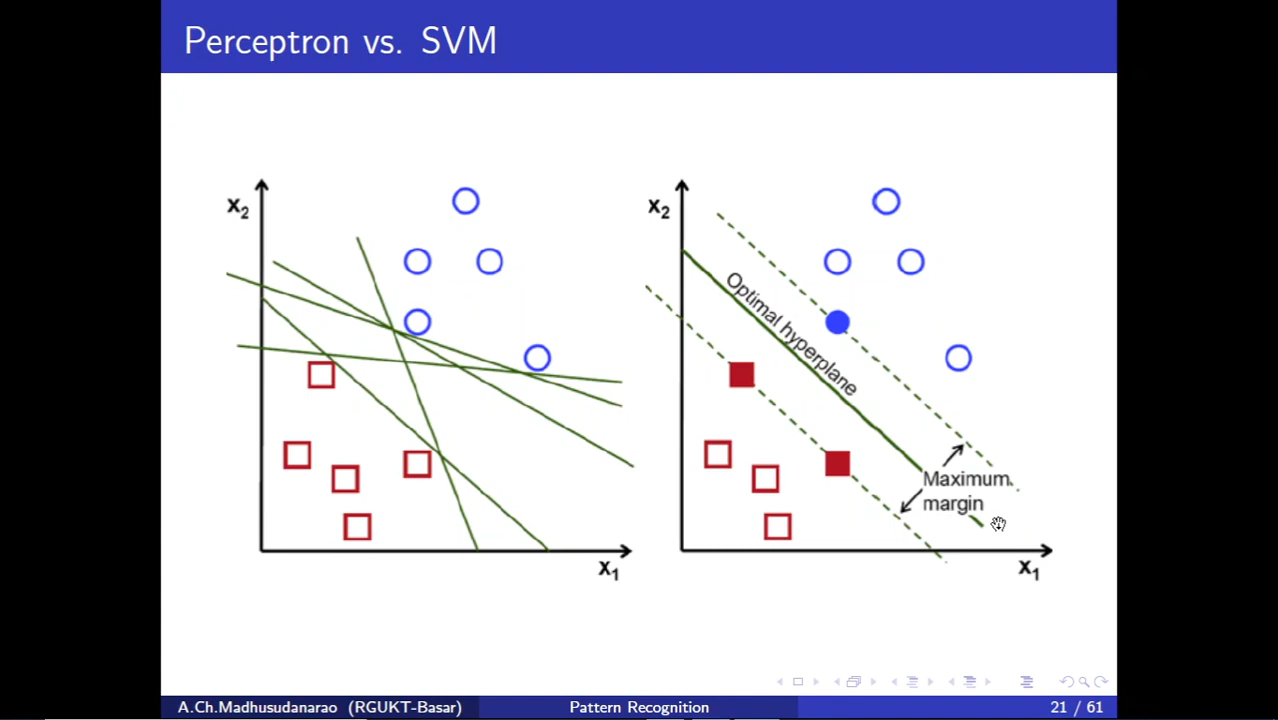 Perceptron vs. SVM
x2
x1
x2
Optimal hyperplane
Maximum
margin
x1
A.Ch.Madhusudanarao (RGUKT-Basar)
Pattern Recognition
21 / 61